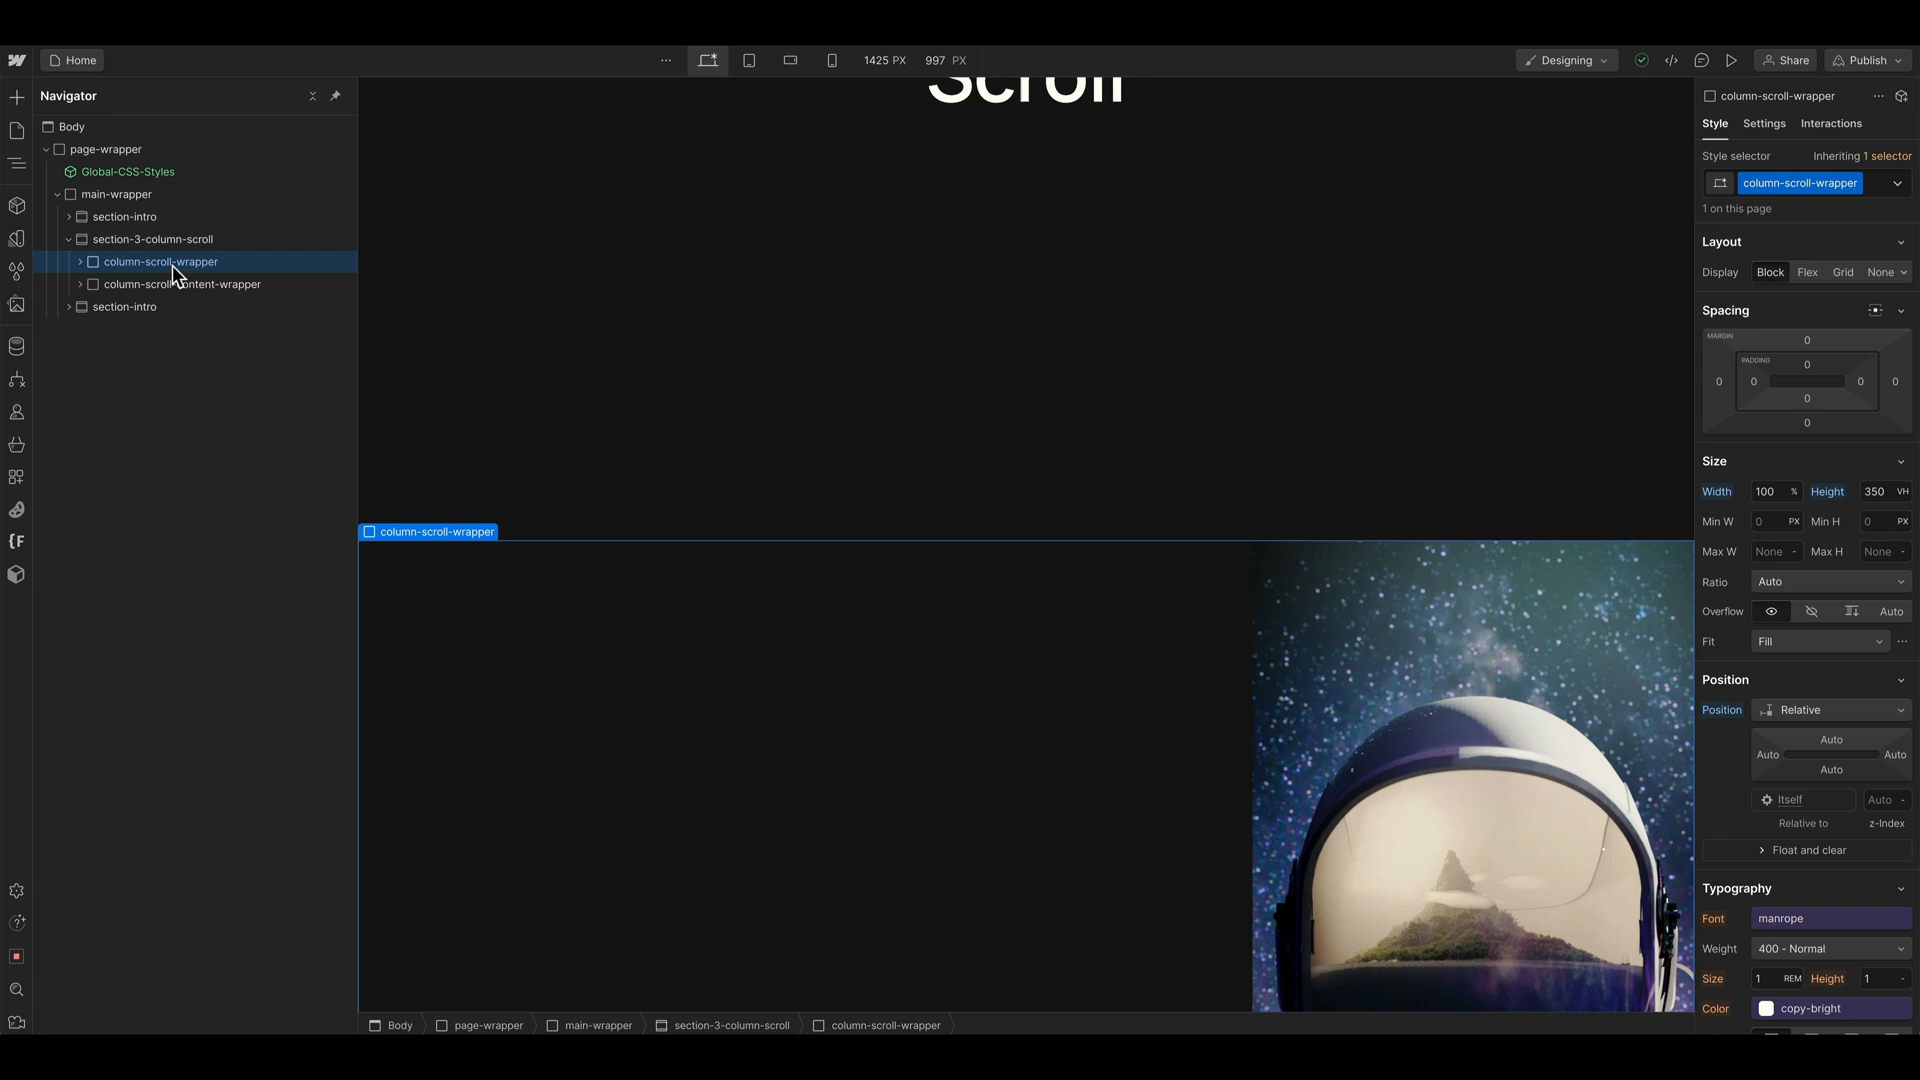 Home
1425 PX 997 PX
Designing
Share
Publish
Navigator
Body
page-wrapper
Global-CSS-Styles
main-wrapper
section-intro
section-3-column-scroll
column-scroll-wrapper
column-scroll-content-wrapper
section-intro
Scroll
column-scroll-wrapper
Body
page-wrapper
main-wrapper
section-3-column-scroll
column-scroll-wrapper
column-scroll-wrapper
Style Settings Interactions
Style selector Inheriting 1 selector
column-scroll-wrapper
1 on this page
Layout
Display Block Flex Grid None
Spacing
MARGIN
0
PADDING
0
0 0 0 0
0
0
Size
Width 100 % Height 350 VH
Min W 0 PX Min H 0 PX
Max W None - Max H None -
Ratio Auto
Overflow Auto
Fit Fill
Position
Position Relative
Auto
Auto Auto
Auto
Itself Auto -
Relative to z-Index
Float and clear
Typography
Font manrope
Weight 400 - Normal
Size 1 REM Height 1 -
Color copy-bright